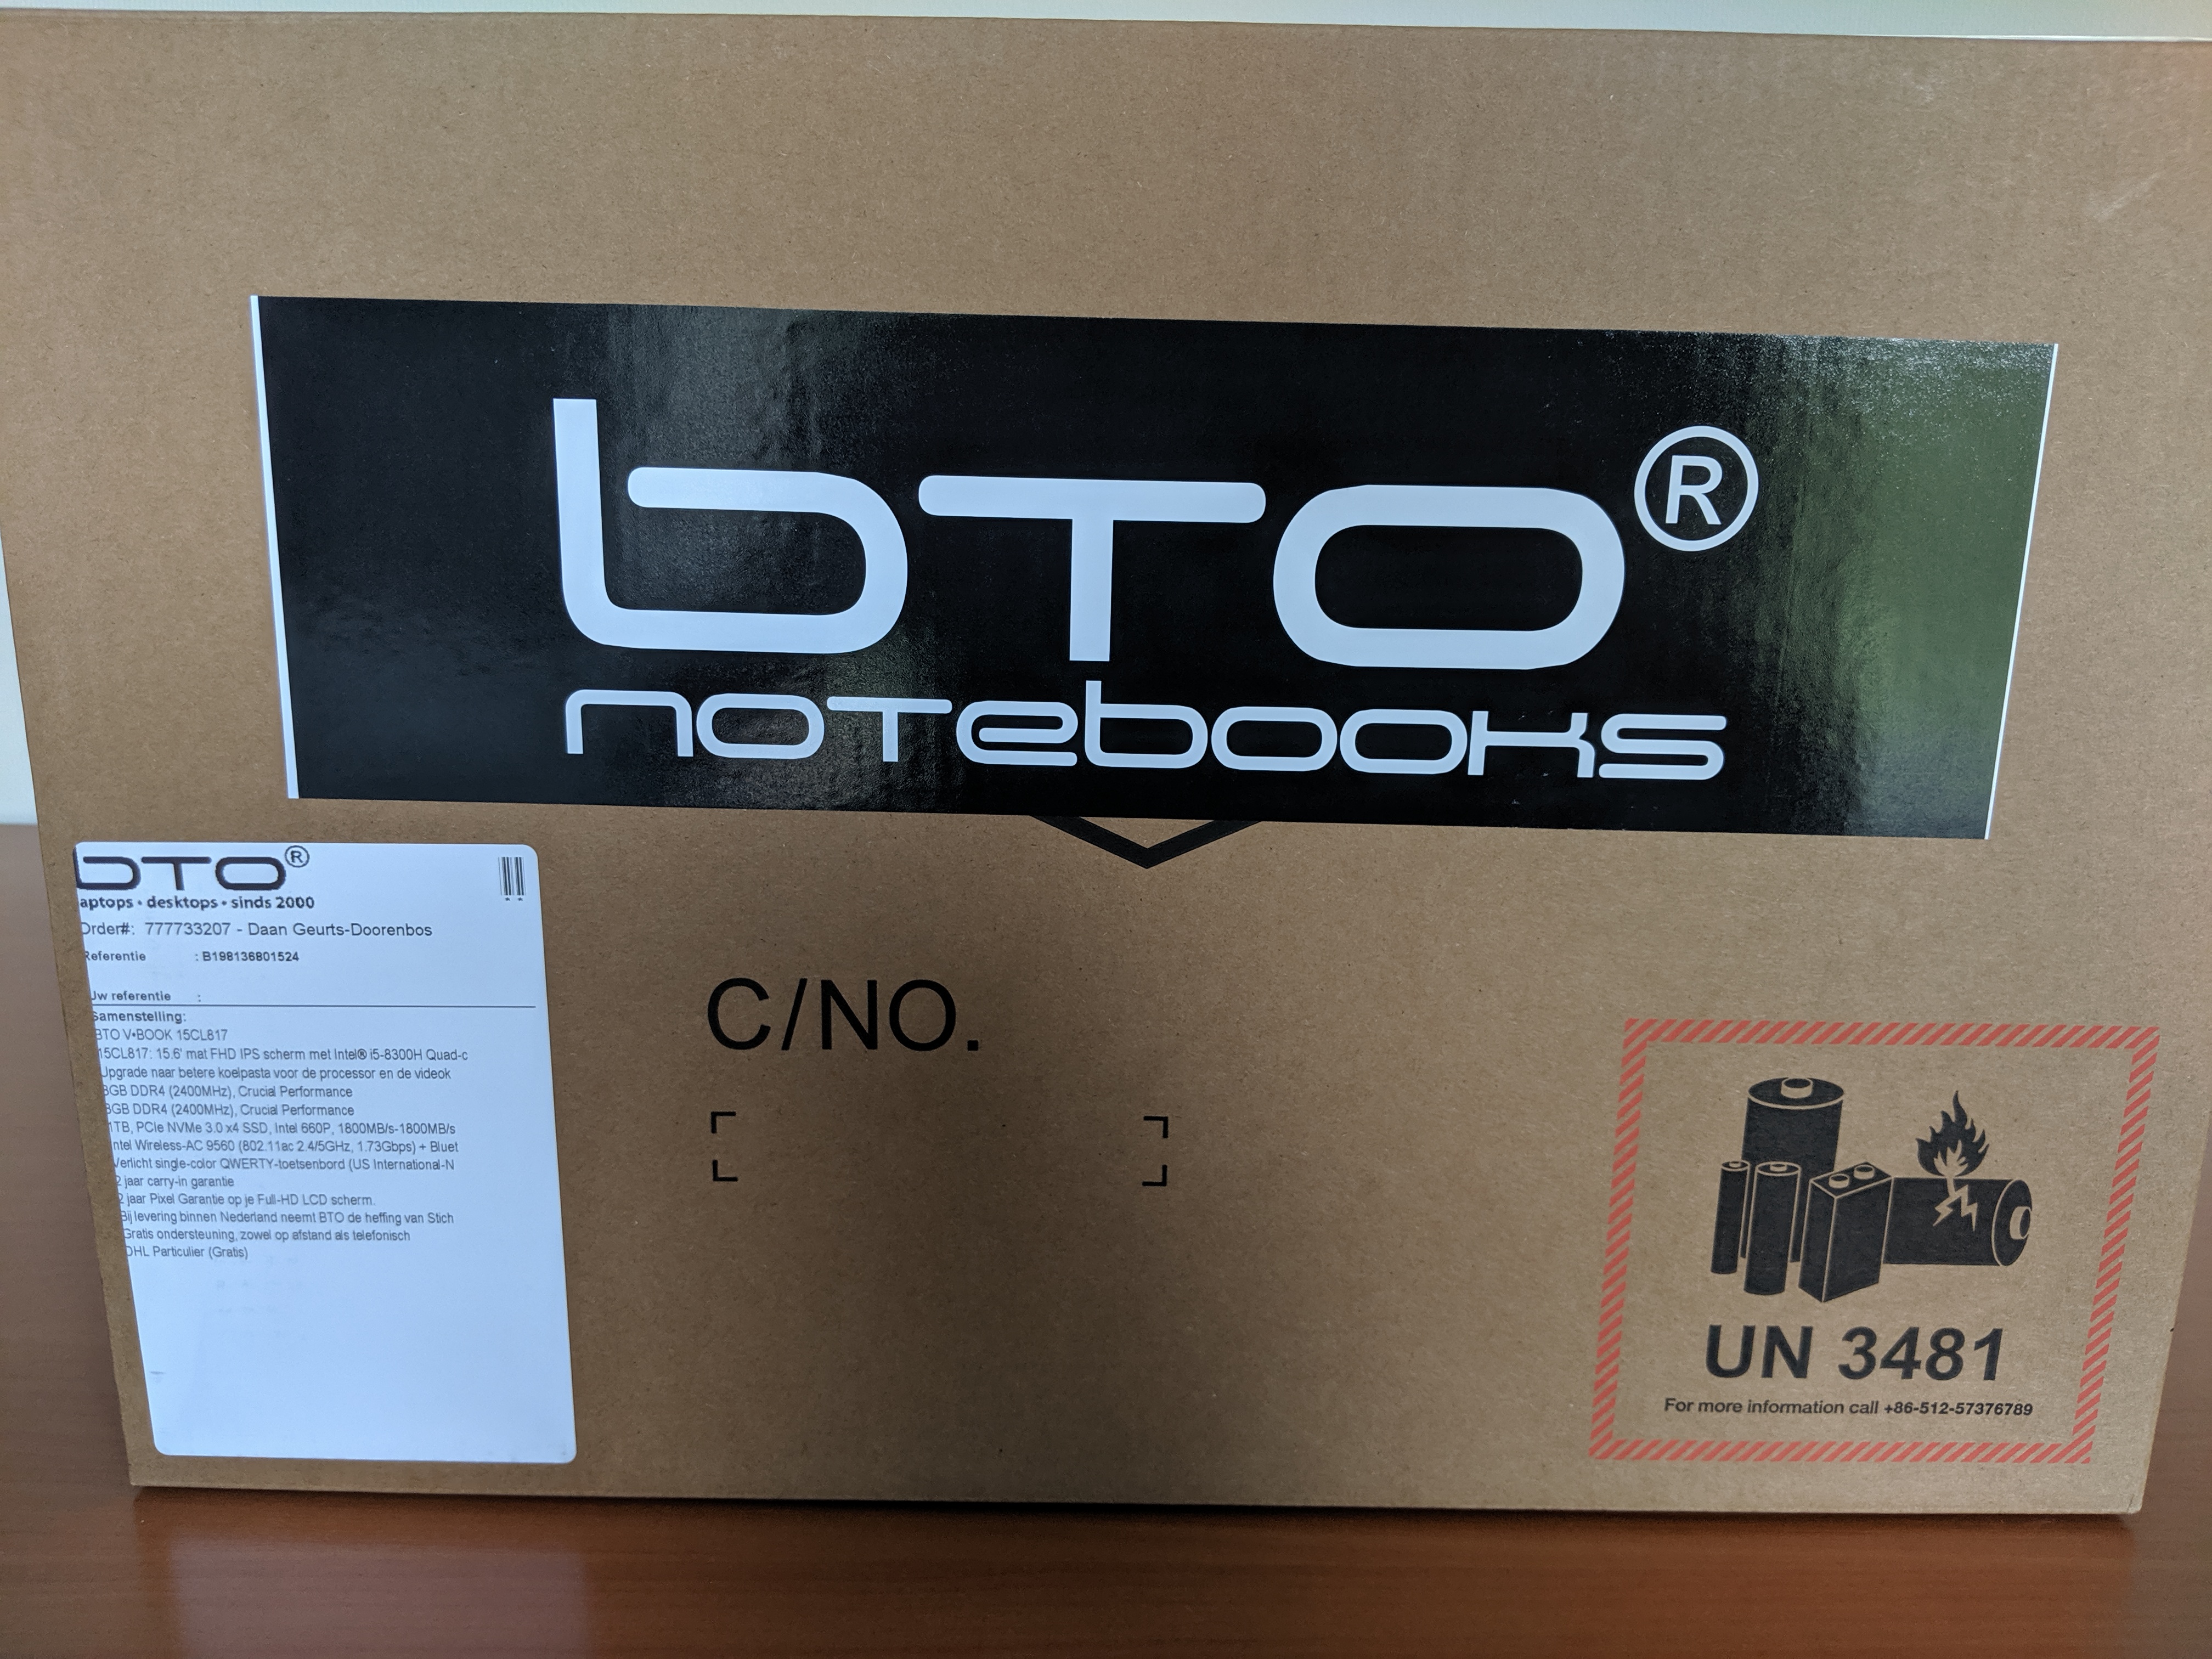 bTO®
noTebooks
bTO®
aptops • desktops • sinds 2000
Order#: 777733207 - Daan Geurts-Doorenbos
Referentie : B198136801524
Uw referentie :
Samenstelling:
BTO V•BOOK 15CL817
15CL817: 15.6' mat FHD IPS scherm met Intel® i5-8300H Quad-c
Upgrade naar betere koelpasta voor de processor en de videok
8GB DDR4 (2400MHz), Crucial Performance
8GB DDR4 (2400MHz), Crucial Performance
1TB, PCIe NVMe 3.0 x4 SSD, Intel 660P, 1800MB/s-1800MB/s
Intel Wireless-AC 9560 (802.11ac 2.4/5GHz, 1.73Gbps) + Bluet
Verlicht single-color QWERTY-toetsenbord (US International-N
2 jaar carry-in garantie
2 jaar Pixel Garantie op je Full-HD LCD scherm.
Bij levering binnen Nederland neemt BTO de heffing van Stich
Gratis ondersteuning, zowel op afstand als telefonisch
DHL Particulier (Gratis)
C/NO.
UN 3481
For more information call +86-512-57376789